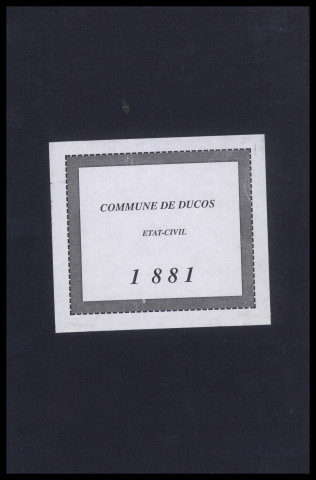 COMMUNE DE DUCOS
ETAT-CIVIL
1881